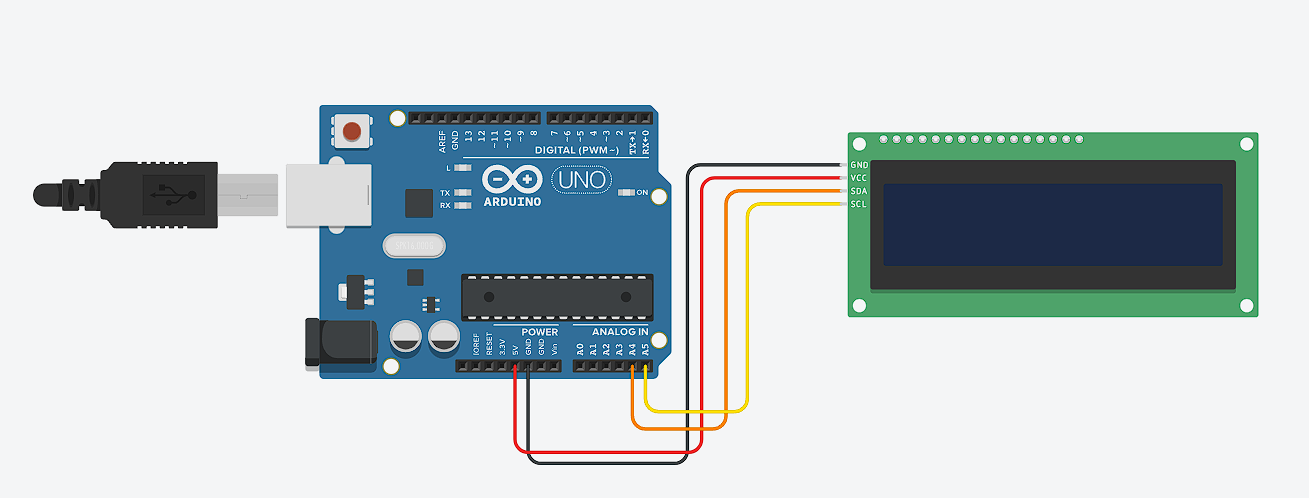 AREF
GND
13
12
~11
~10
~9
8
7
~6
~5
4
~3
2
TX→1
RX←0
DIGITAL (PWM~)
L
TX
RX
UNO
ON
ARDUINO
GND
VCC
SDA
SCL
POWER
ANALOG IN
IOREF
RESET
3.3V
5V
GND
GND
Vin
A0
A1
A2
A3
A4
A5